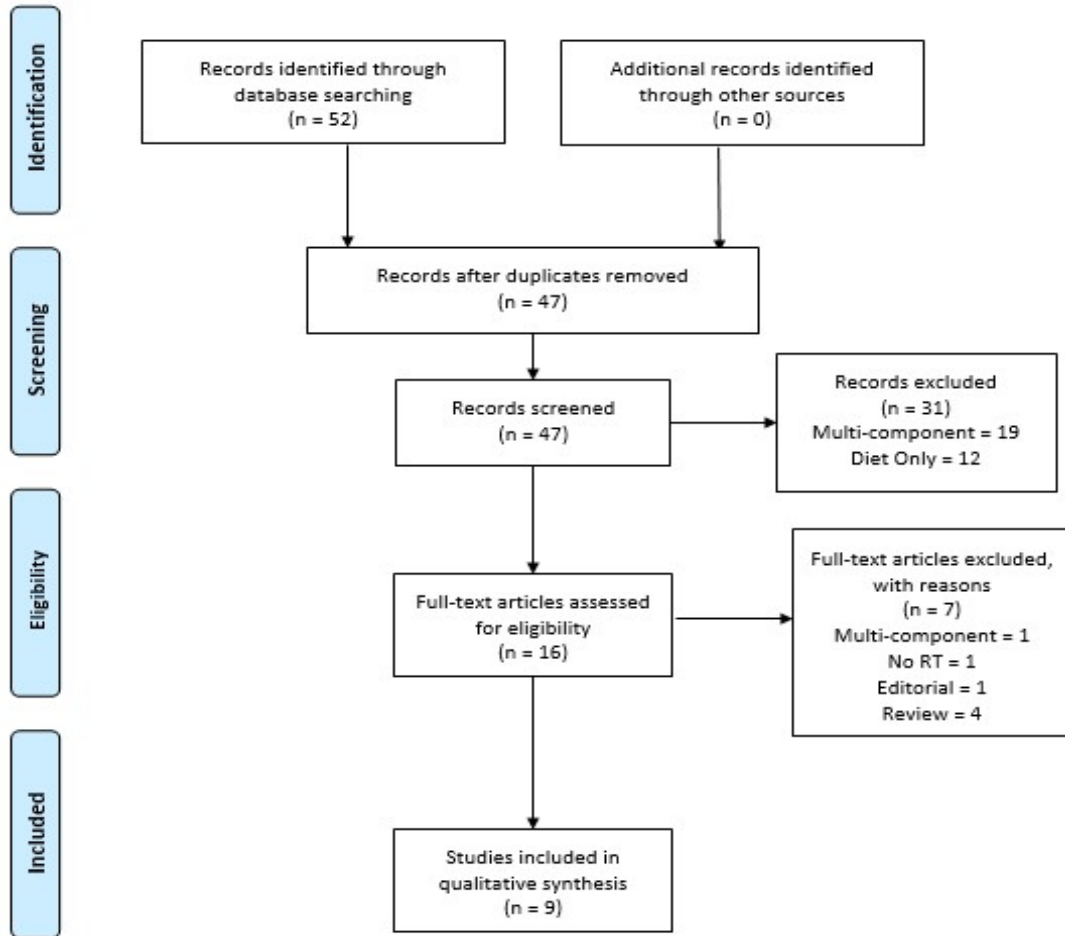 Identification
Records identified through
database searching
(n = 52)
Additional records identified
through other sources
(n = 0)
Screening
Records after duplicates removed
(n = 47)
Records screened
(n = 47)
Records excluded
(n = 31)
Multi-component = 19
Diet Only = 12
Eligibility
Full-text articles assessed
for eligibility
(n = 16)
Full-text articles excluded,
with reasons
(n = 7)
Multi-component = 1
No RT = 1
Editorial = 1
Review = 4
Included
Studies included in
qualitative synthesis
(n = 9)